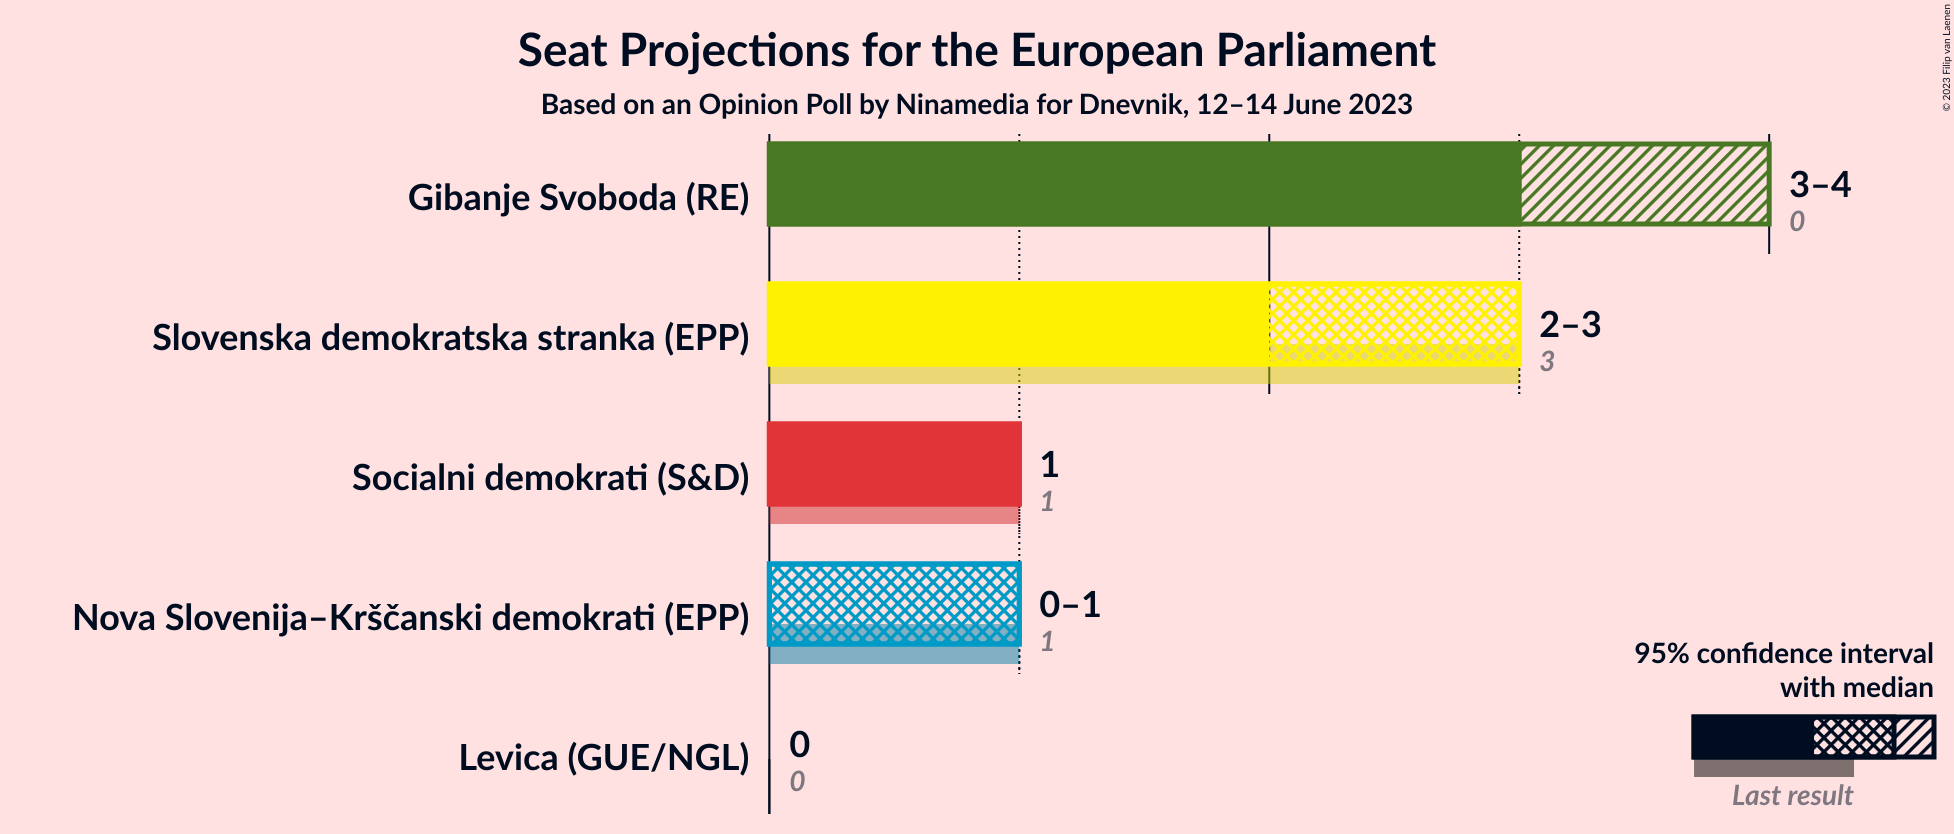 Seat Projections for the European Parliament
Based on an Opinion Poll by Ninamedia for Dnevnik, 12–14 June 2023
© 2023 Filip van Laenen
Gibanje Svoboda (RE)
3–4
0
Slovenska demokratska stranka (EPP)
2–3
3
Socialni demokrati (S&D)
1
1
Nova Slovenija–Krščanski demokrati (EPP)
0–1
1
Levica (GUE/NGL)
0
0
95% confidence interval
with median
Last result